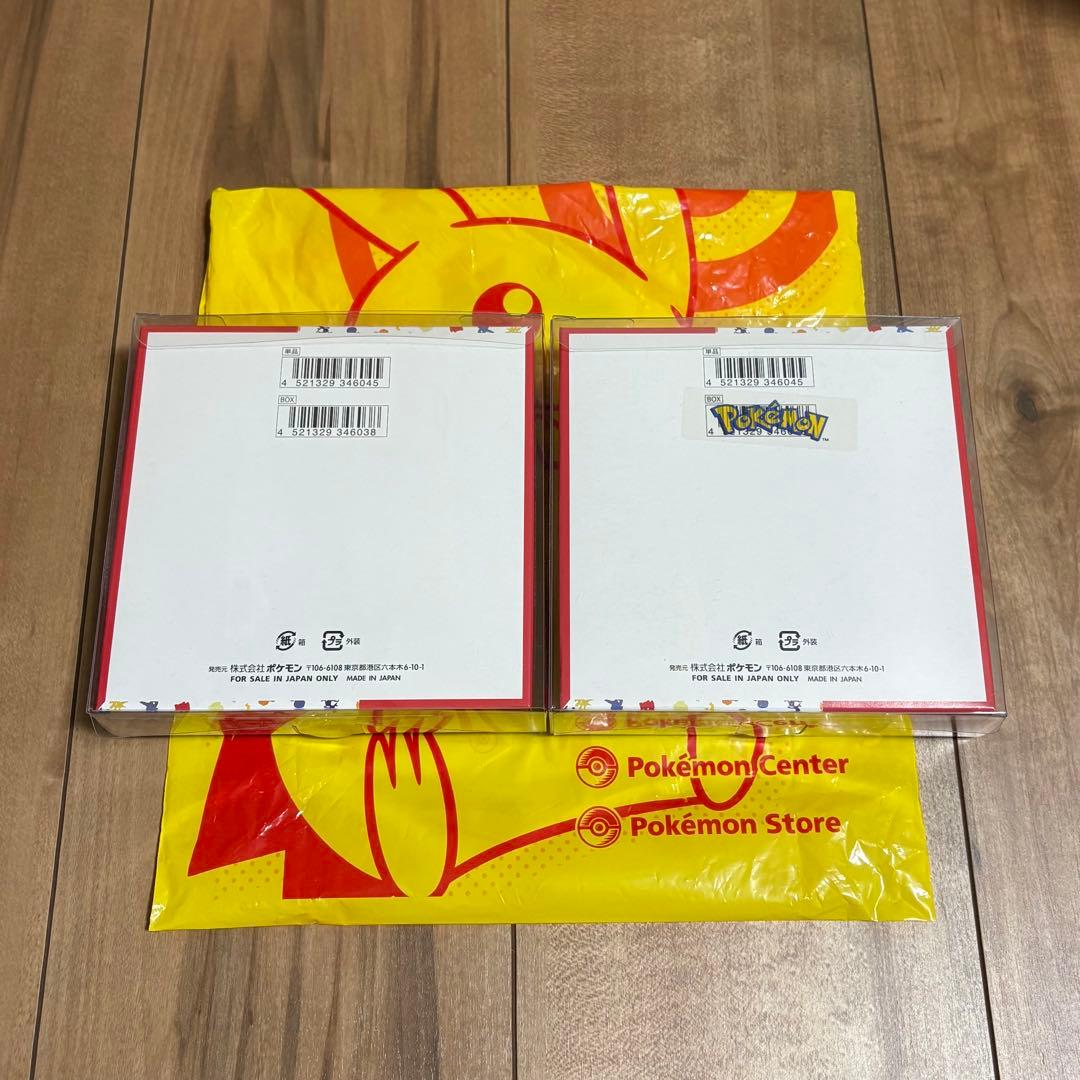 単品
4 521329 346045
BOX
4 521329 346038
紙 箱 プラ 外装
発売元 株式会社 ポケモン 〒106-6108 東京都港区六本木6-10-1
FOR SALE IN JAPAN ONLY MADE IN JAPAN
単品
4 521329 346045
BOX
POKéMON
TM
4 521329 346
紙 箱 プラ 外装
発売元 株式会社 ポケモン 〒106-6108 東京都港区六本木6-10-1
FOR SALE IN JAPAN ONLY MADE IN JAPAN
Pokémon Center
Pokémon Store